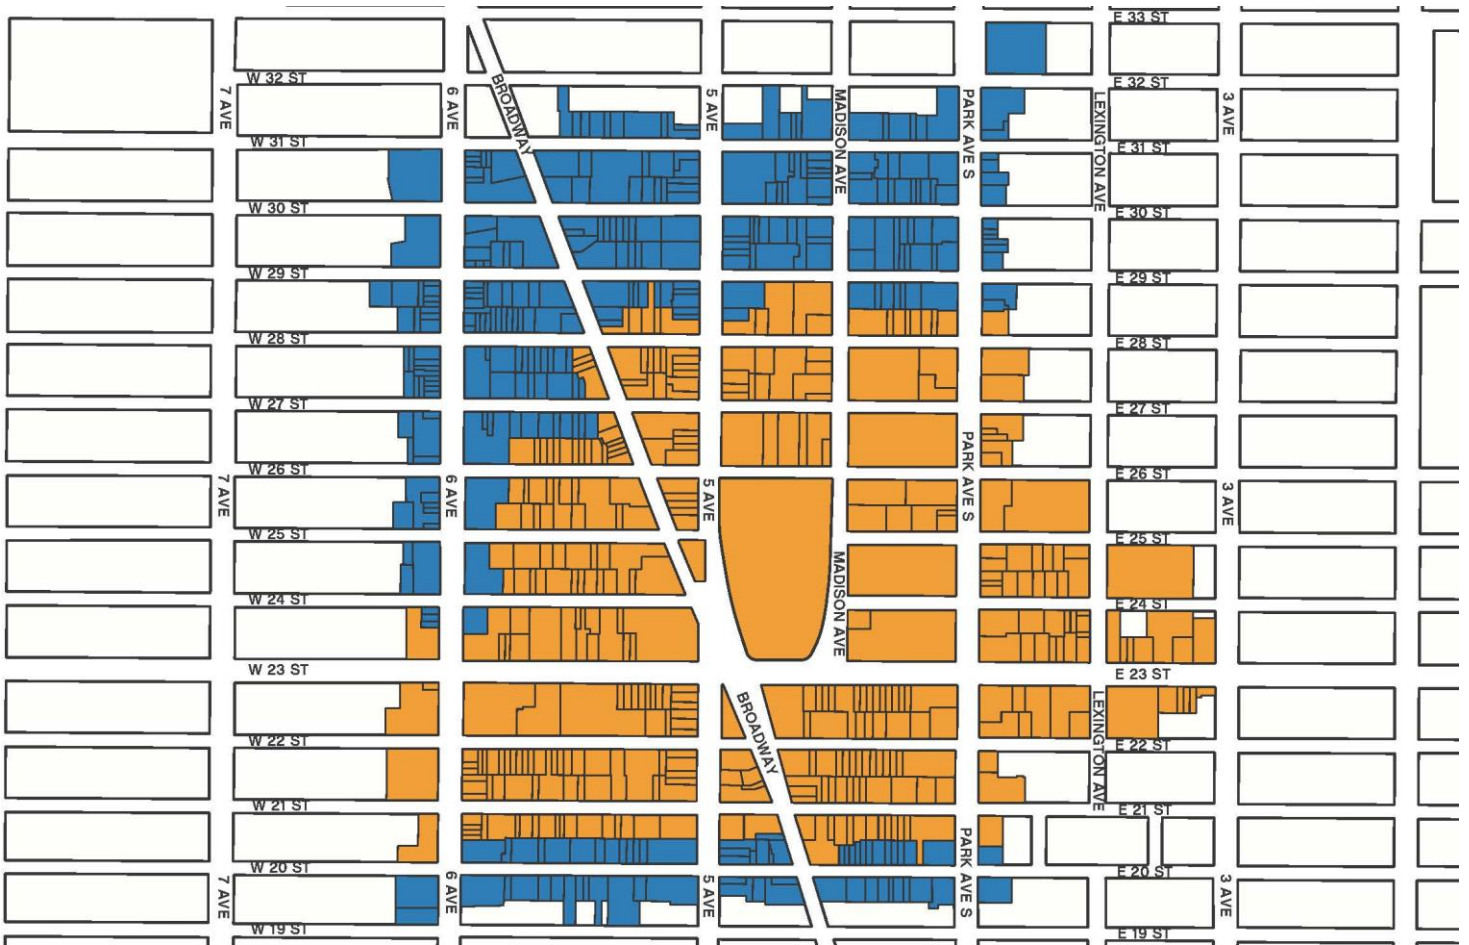 E 33 ST
W 32 ST
E 32 ST
7 AVE
6 AVE
BROADWAY
5 AVE
MADISON AVE
PARK AVE S
LEXINGTON AVE
3 AVE
W 31 ST
E 31 ST
W 30 ST
E 30 ST
W 29 ST
E 29 ST
W 28 ST
E 28 ST
W 27 ST
E 27 ST
PARK AVE S
W 26 ST
E 26 ST
7 AVE
6 AVE
5 AVE
3 AVE
W 25 ST
E 25 ST
MADISON AVE
W 24 ST
E 24 ST
W 23 ST
E 23 ST
BROADWAY
LEXINGTON AVE
W 22 ST
E 22 ST
W 21 ST
E 21 ST
PARK AVE S
W 20 ST
E 20 ST
7 AVE
6 AVE
5 AVE
3 AVE
W 19 ST
E 19 ST